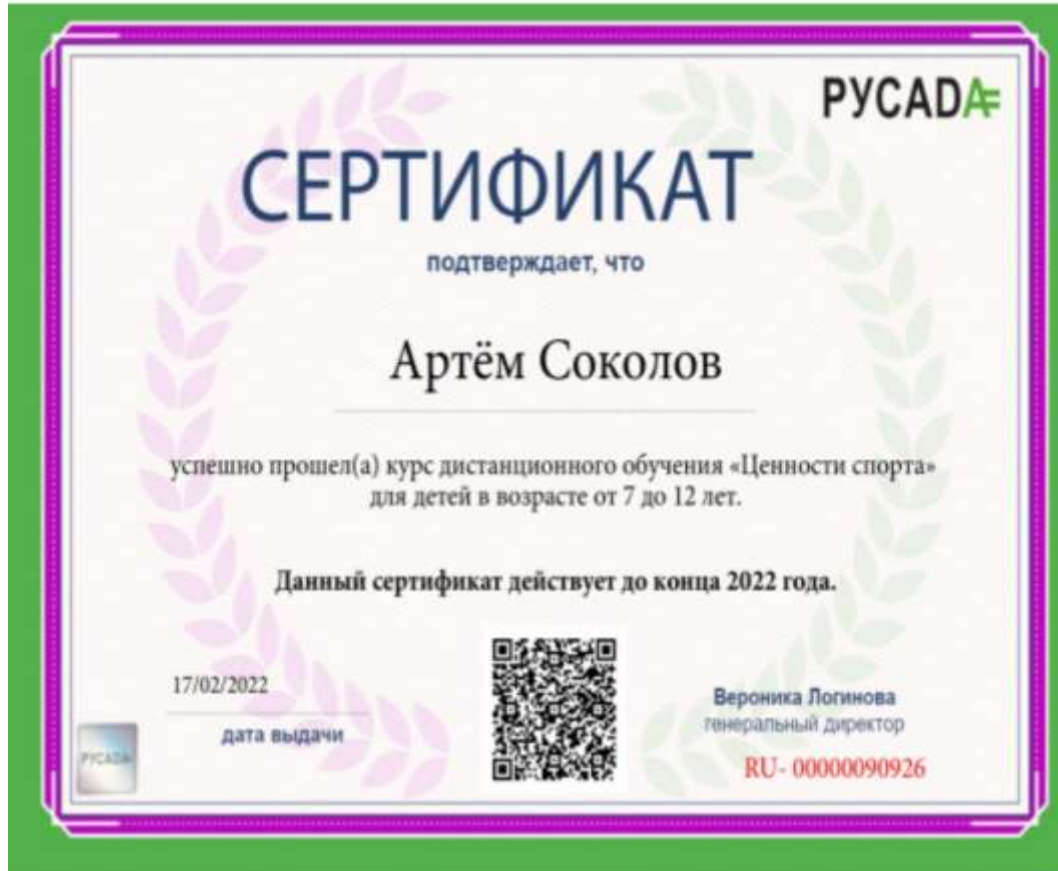 РУСАДА
СЕРТИФИКАТ
подтверждает, что
Артём Соколов
успешно прошел(а) курс дистанционного обучения «Ценности спорта»
для детей в возрасте от 7 до 12 лет.
Данный сертификат действует до конца 2022 года.
17/02/2022
дата выдачи
Вероника Логинова
генеральный директор
RU- 00000090926
РУСАДА